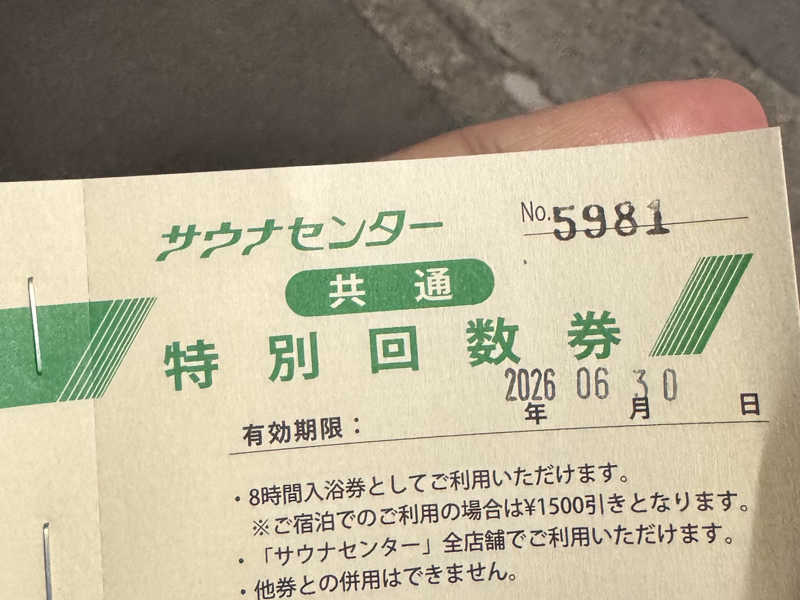 サウナセンター
No.5981
共通
特別回数券
2026 06 30
有効期限： 年 月 日
・8時間入浴券としてご利用いただけます。
※ご宿泊でのご利用の場合は¥1500引きとなります。
・「サウナセンター」全店舗でご利用いただけます。
・他券との併用はできません。